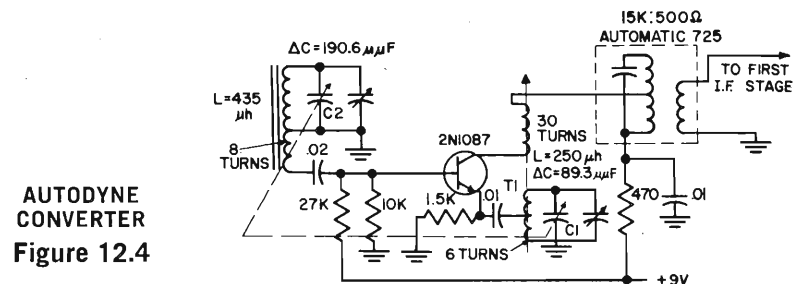 15K:500Ω
AUTOMATIC 725
ΔC=190.6μμF
TO FIRST
I.F. STAGE
L=435
μh
C2
30
TURNS
2N1087
8
TURNS
.02
L=250μh
ΔC=89.3μμF
T1
AUTODYNE
CONVERTER
Figure 12.4
27K
10K
1.5K
.01
C1
470
.01
6 TURNS
+9V